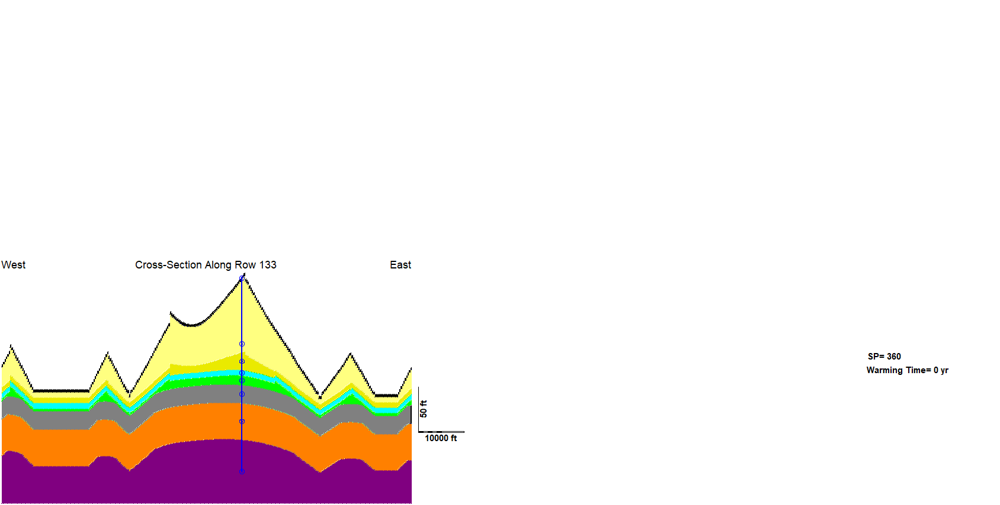 West
Cross-Section Along Row 133
East
SP= 360
Warming Time= 0 yr
50 ft
10000 ft